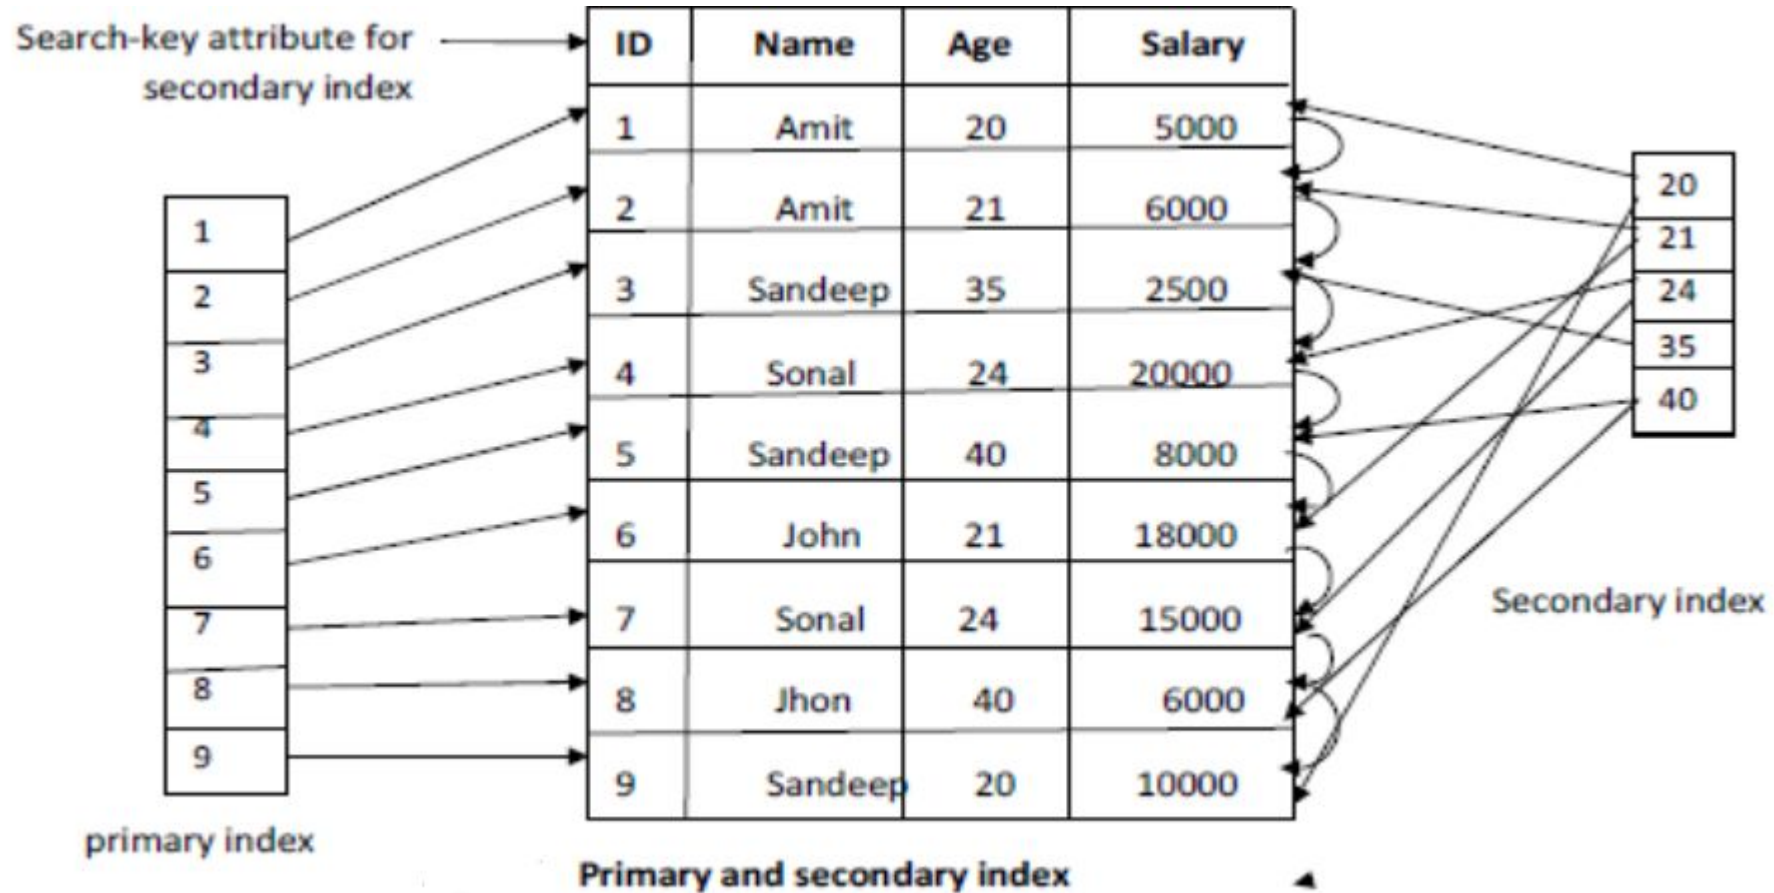 Search-key attribute for
secondary index
ID Name Age Salary
1 Amit 20 5000
2 Amit 21 6000
3 Sandeep 35 2500
4 Sonal 24 20000
5 Sandeep 40 8000
6 John 21 18000
7 Sonal 24 15000
8 Jhon 40 6000
9 Sandeep 20 10000
1
2
3
4
5
6
7
8
9
primary index
20
21
24
35
40
Secondary index
Primary and secondary index